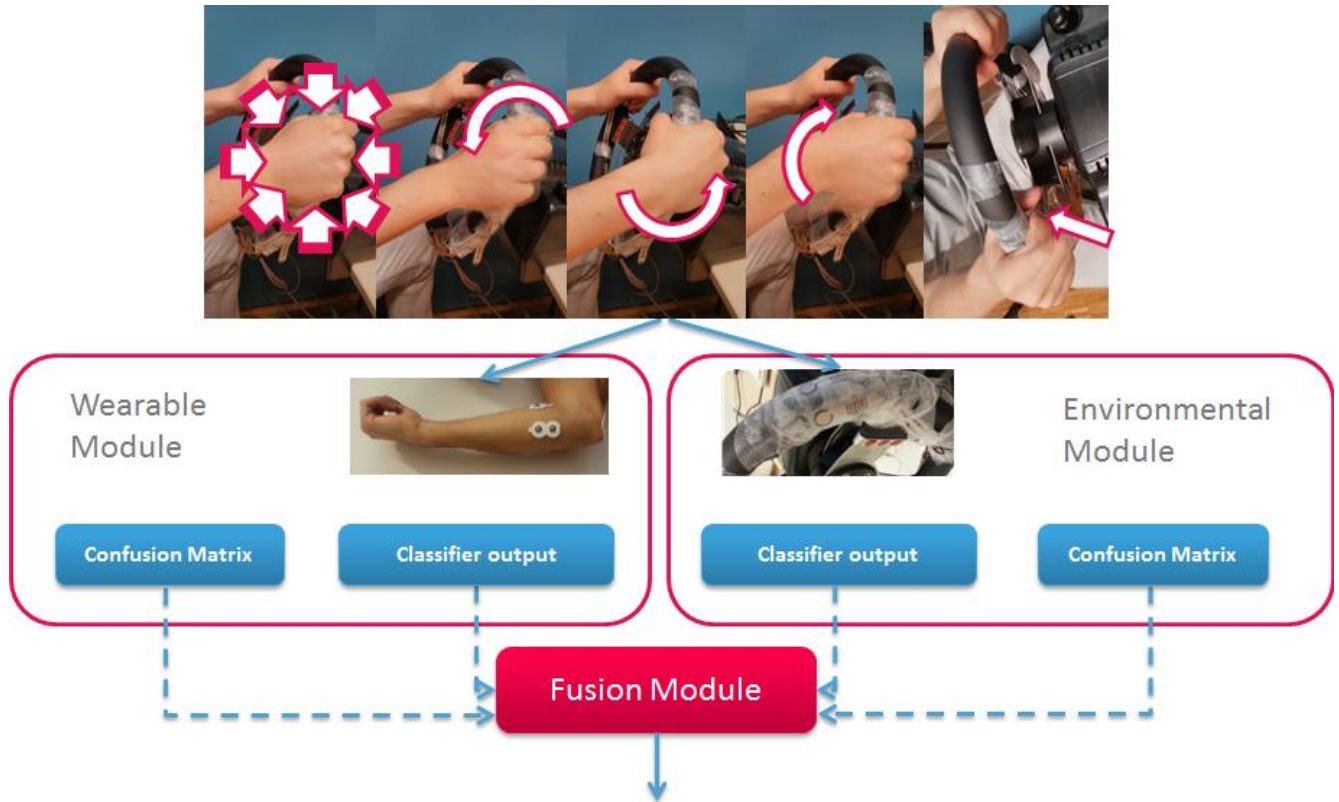 Wearable
Module
Environmental
Module
Confusion Matrix
Classifier output
Classifier output
Confusion Matrix
Fusion Module